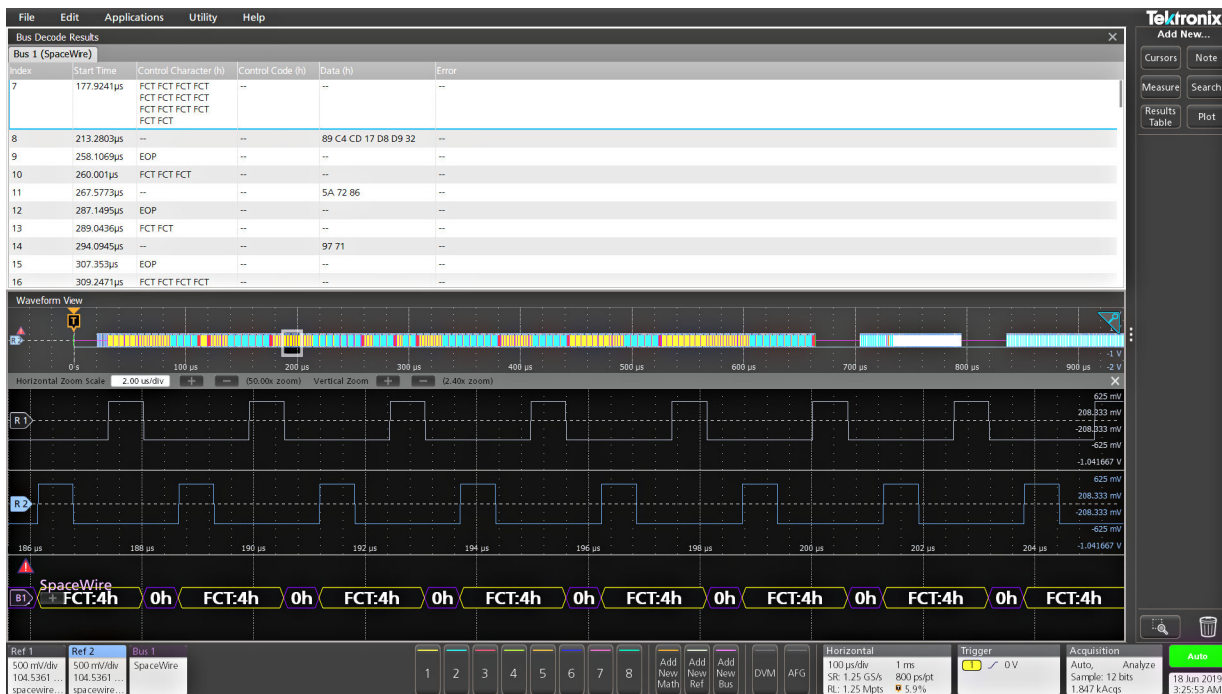 File Edit Applications Utility Help
Tektronix
Add New...
Bus Decode Results
Bus 1 (SpaceWire)
Index Start Time Control Character (h) Control Code (h) Data (h) Error
7 177.9241µs FCT FCT FCT FCT -- -- --
FCT FCT FCT FCT
FCT FCT FCT FCT
FCT FCT
8 213.2803µs -- -- 89 C4 CD 17 D8 D9 32 --
9 258.1069µs EOP -- -- --
10 260.001µs FCT FCT FCT -- -- --
11 267.5773µs -- -- 5A 72 86 --
12 287.1495µs EOP -- -- --
13 289.0436µs FCT FCT -- -- --
14 294.0945µs -- -- 97 71 --
15 307.353µs EOP -- -- --
16 309.2471µs FCT FCT FCT FCT -- -- --
Cursors Note
Measure Search
Results Table Plot
Waveform View
T
R2
-1 V
0 s 100 µs 200 µs 300 µs 400 µs 500 µs 600 µs 700 µs 800 µs 900 µs -2 V
Horizontal Zoom Scale 2.00 us/div + − (50.00x zoom) Vertical Zoom + − (2.40x zoom)
625 mV
R 1 208.333 mV
-208.333 mV
-625 mV
-1.041667 V
625 mV
R 2 208.333 mV
-208.333 mV
-625 mV
186 µs 188 µs 190 µs 192 µs 194 µs 196 µs 198 µs 200 µs 202 µs 204 µs -1.041667 V
SpaceWire
B1 + FCT:4h 0h FCT:4h 0h FCT:4h 0h FCT:4h 0h FCT:4h 0h FCT:4h 0h FCT:4h 0h FCT:4h
Ref 1
500 mV/div
104.5361 ...
spacewire...
Ref 2
500 mV/div
104.5361 ...
spacewire...
Bus 1
SpaceWire
1 2 3 4 5 6 7 8
Add New Math
Add New Ref
Add New Bus
DVM
AFG
Horizontal
100 µs/div 1 ms
SR: 1.25 GS/s 800 ps/pt
RL: 1.25 Mpts 5.9%
Trigger
1 0 V
Acquisition
Auto, Analyze
Sample: 12 bits
1.847 kAcqs
Auto
18 Jun 2019
3:25:53 AM